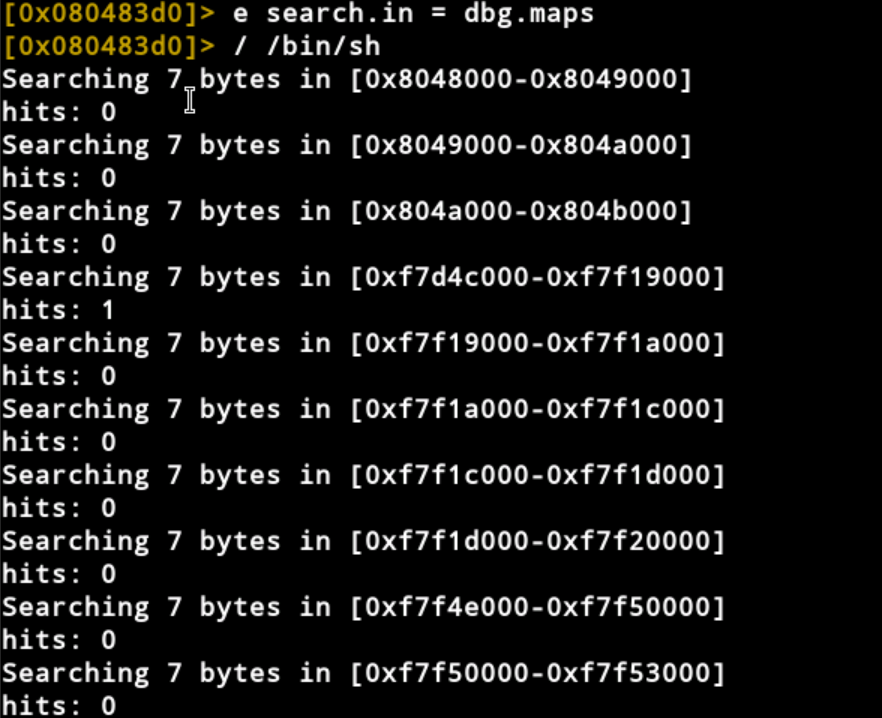 [0x080483d0]> e search.in = dbg.maps
[0x080483d0]> / /bin/sh
Searching 7 bytes in [0x8048000-0x8049000]
hits: 0
Searching 7 bytes in [0x8049000-0x804a000]
hits: 0
Searching 7 bytes in [0x804a000-0x804b000]
hits: 0
Searching 7 bytes in [0xf7d4c000-0xf7f19000]
hits: 1
Searching 7 bytes in [0xf7f19000-0xf7f1a000]
hits: 0
Searching 7 bytes in [0xf7f1a000-0xf7f1c000]
hits: 0
Searching 7 bytes in [0xf7f1c000-0xf7f1d000]
hits: 0
Searching 7 bytes in [0xf7f1d000-0xf7f20000]
hits: 0
Searching 7 bytes in [0xf7f4e000-0xf7f50000]
hits: 0
Searching 7 bytes in [0xf7f50000-0xf7f53000]
hits: 0